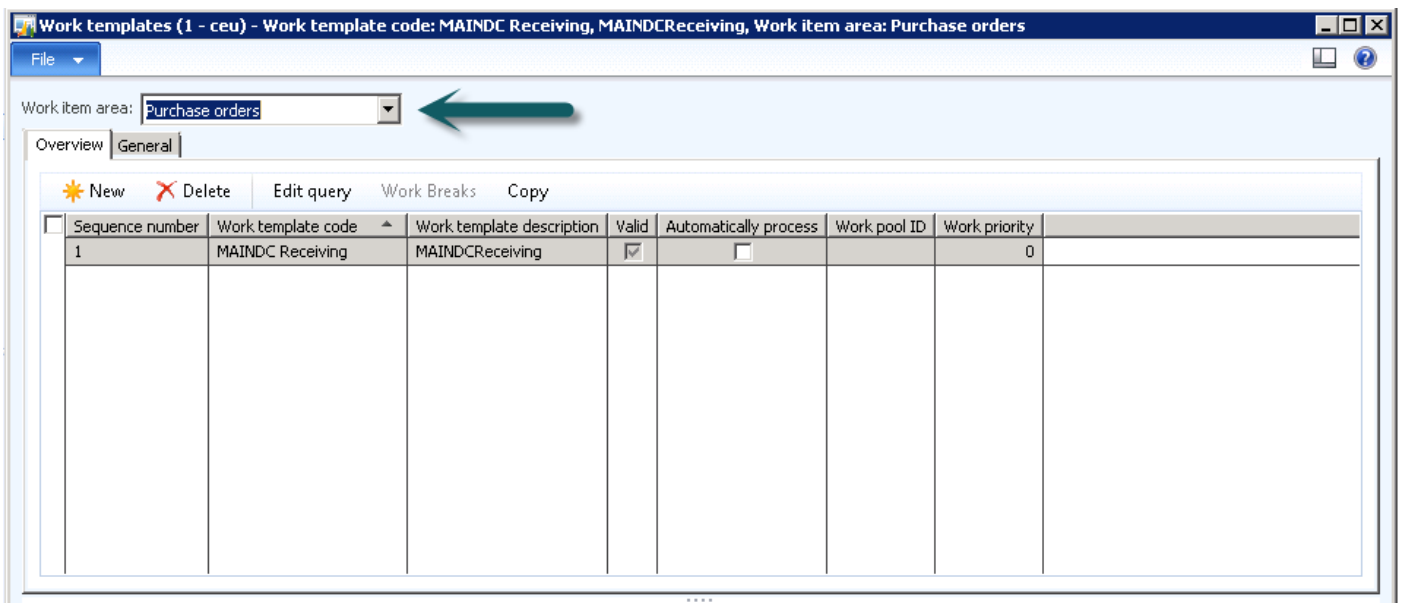 Work templates (1 - ceu) - Work template code: MAINDC Receiving, MAINDCReceiving, Work item area: Purchase orders
File
Work item area: Purchase orders
Overview General
New Delete Edit query Work Breaks Copy
Sequence number Work template code Work template description Valid Automatically process Work pool ID Work priority
1 MAINDC Receiving MAINDCReceiving 0